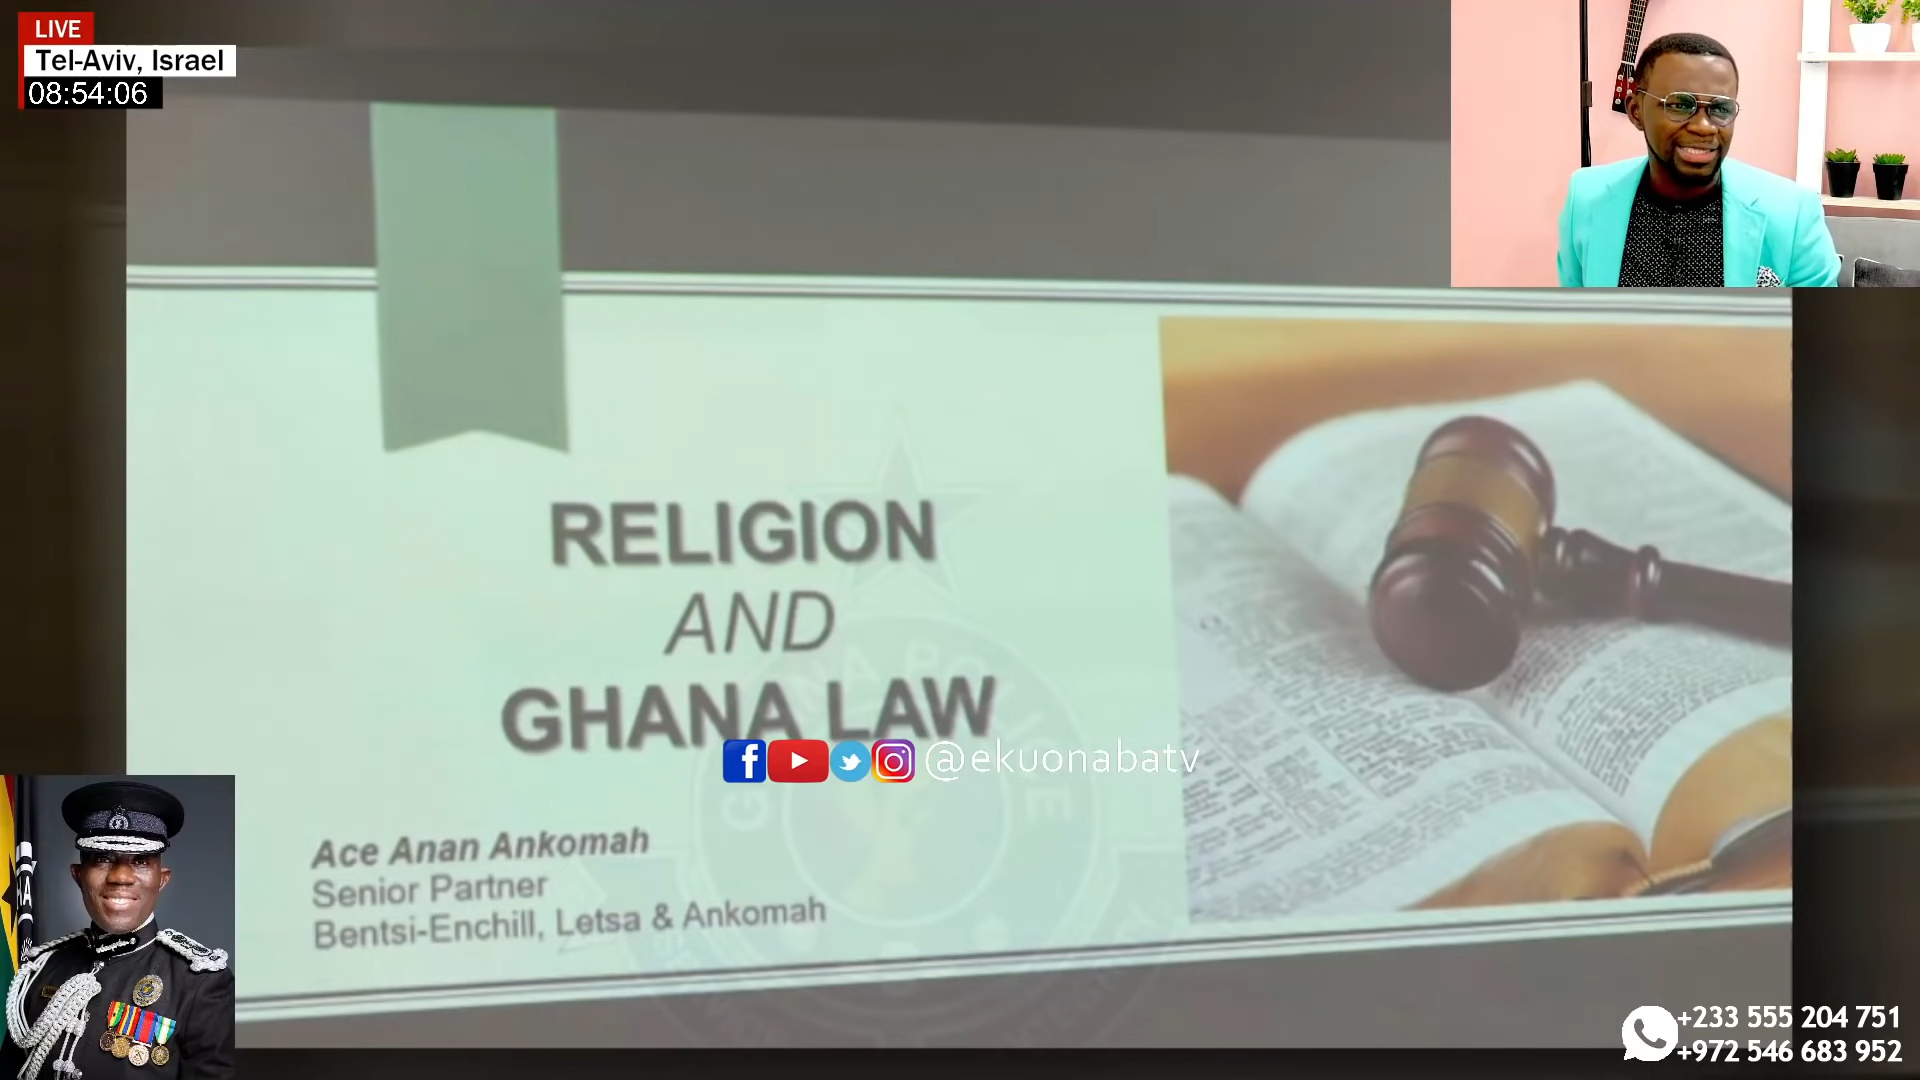 LIVE
Tel-Aviv, Israel
08:54:06
RELIGION
AND
GHANA LAW
@ekuonabatv
Ace Anan Ankomah
Senior Partner
Bentsi-Enchill, Letsa & Ankomah
+233 555 204 751
+972 546 683 952